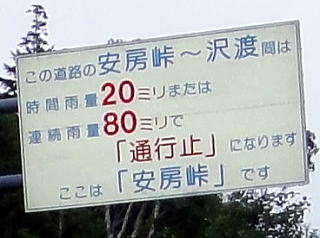 この道路の安房峠～沢渡間は
時間雨量20ミリまたは
連続雨量80ミリで
「通行止」になります
ここは「安房峠」です